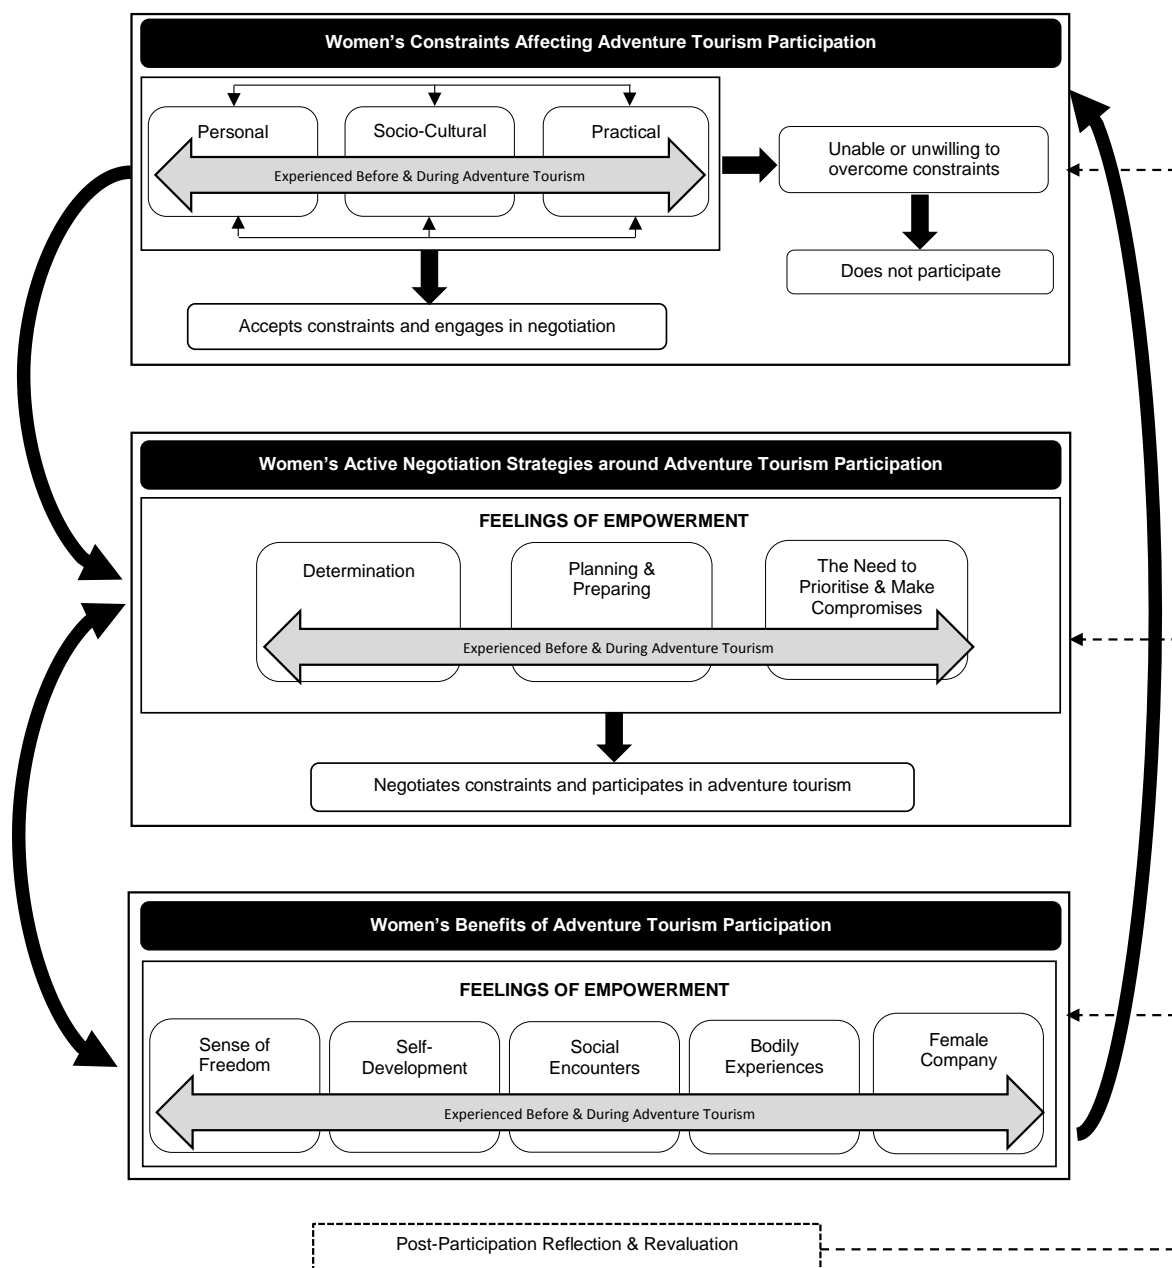 Women's Constraints Affecting Adventure Tourism Participation
Personal
Socio-Cultural
Practical
Experienced Before & During Adventure Tourism
Unable or unwilling to
overcome constraints
Does not participate
Accepts constraints and engages in negotiation
Women's Active Negotiation Strategies around Adventure Tourism Participation
FEELINGS OF EMPOWERMENT
Determination
Planning &
Preparing
The Need to
Prioritise & Make
Compromises
Experienced Before & During Adventure Tourism
Negotiates constraints and participates in adventure tourism
Women's Benefits of Adventure Tourism Participation
FEELINGS OF EMPOWERMENT
Sense of
Freedom
Self-
Development
Social
Encounters
Bodily
Experiences
Female
Company
Experienced Before & During Adventure Tourism
Post-Participation Reflection & Revaluation